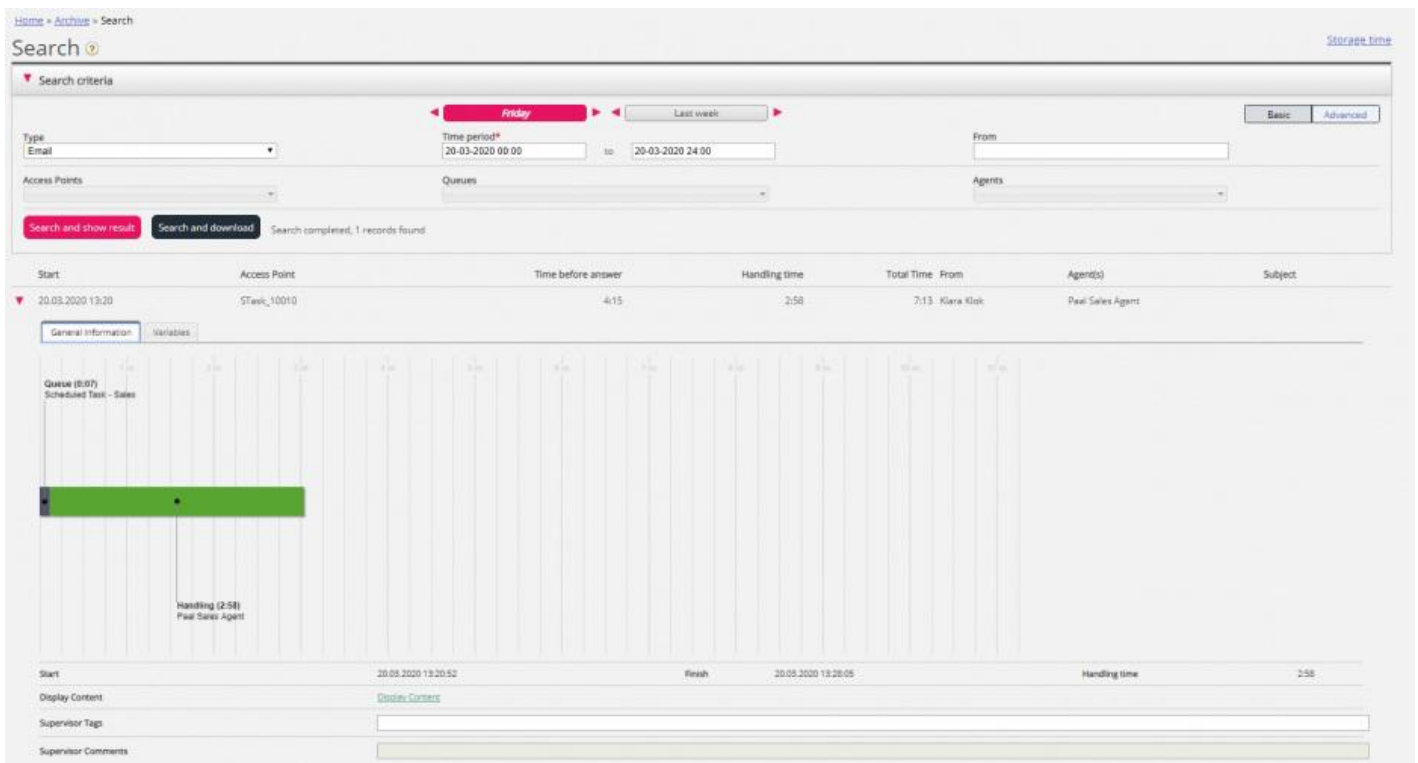 Home » Archive » Search
Search ?
Storage time
Search criteria
Friday Last week Basic Advanced
Type Time period* From
Email 20-03-2020 00:00 to 20-03-2020 24:00
Access Points Queues Agents
Search and show result Search and download Search completed, 1 records found
Start Access Point Time before answer Handling time Total Time From Agent(s) Subject
20.03.2020 13:20 STask_10010 4:15 2:58 7:13 Klara Klok Paal Sales Agent
General Information Variables
Queue (0:07)
Scheduled Task - Sales
Handling (2:58)
Paal Sales Agent
Start 20.03.2020 13:20:52 Finish 20.03.2020 13:28:05 Handling time 2:58
Display Content Display Content
Supervisor Tags
Supervisor Comments